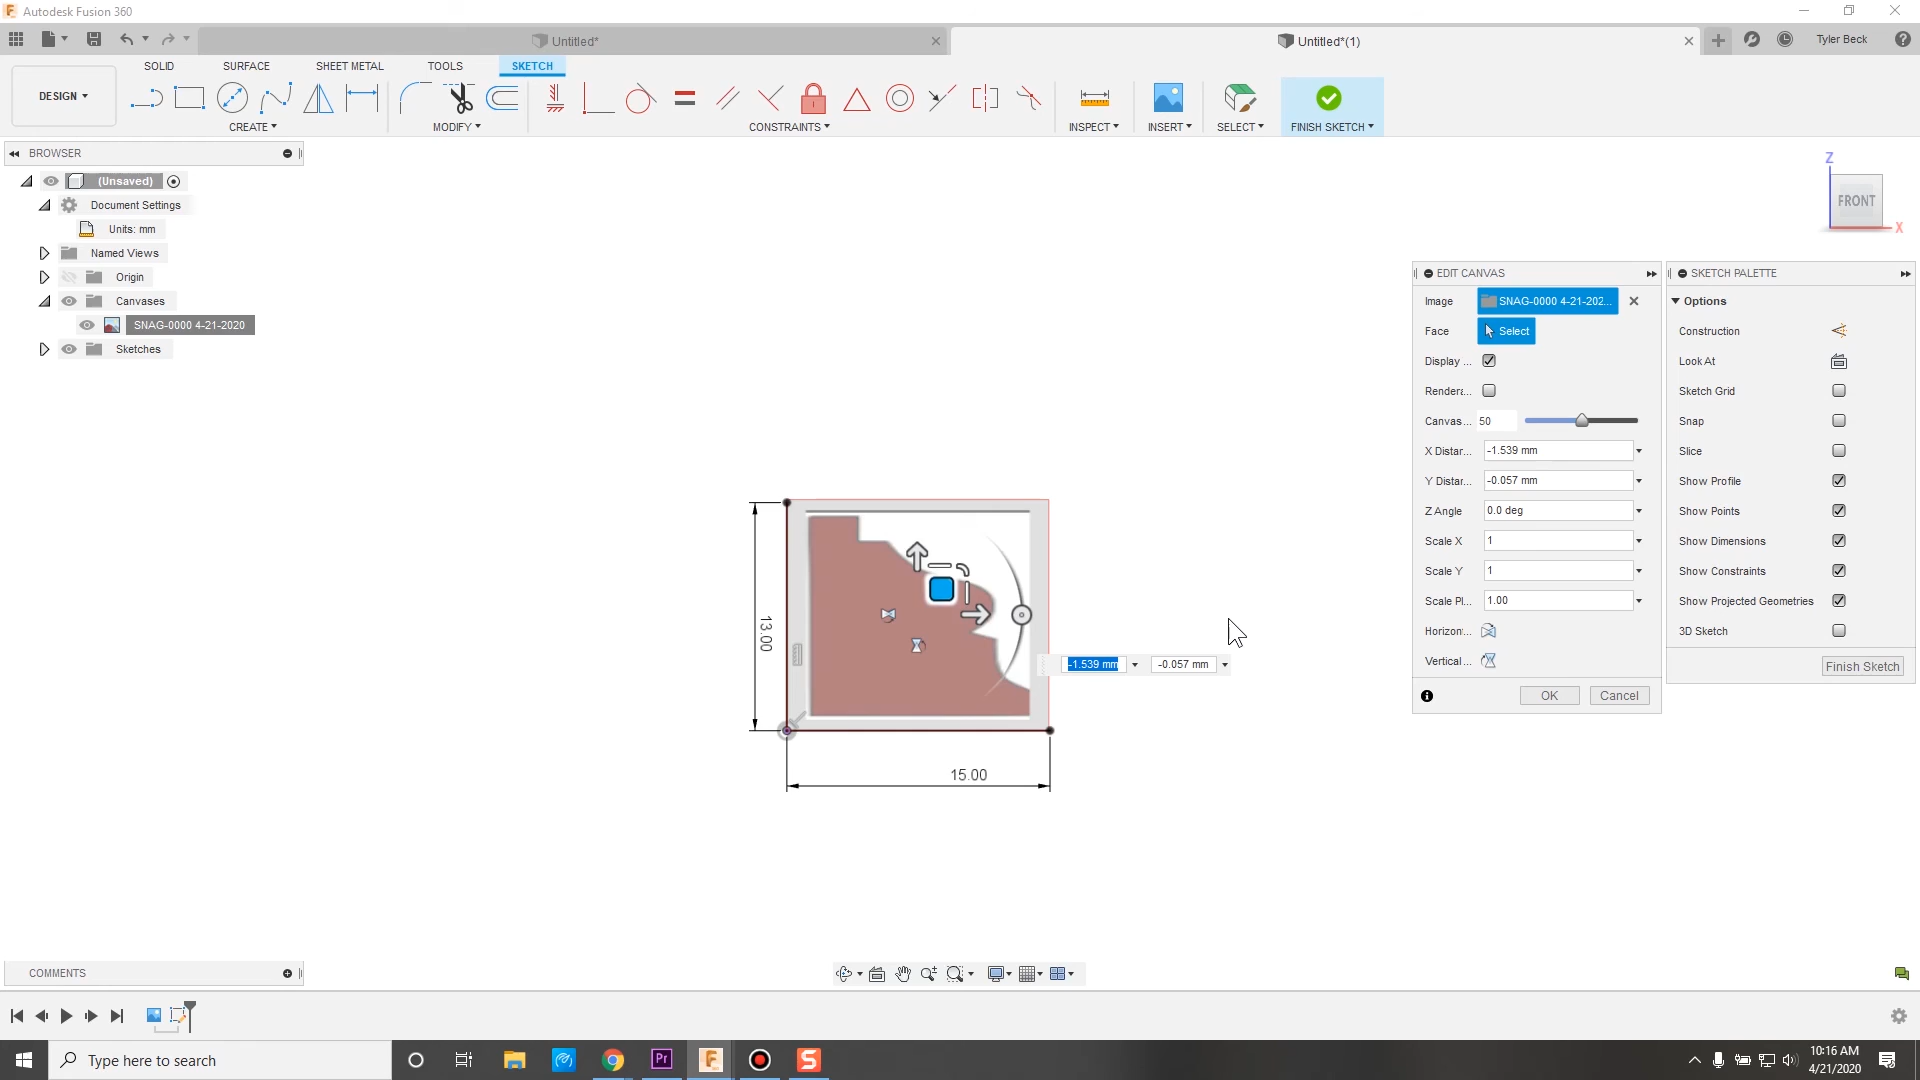 Autodesk Fusion 360
Untitled*
Untitled*(1)
Tyler Beck
DESIGN
SOLID
SURFACE
SHEET METAL
TOOLS
SKETCH
CREATE
MODIFY
CONSTRAINTS
INSPECT
INSERT
SELECT
FINISH SKETCH
BROWSER
(Unsaved)
Document Settings
Units: mm
Named Views
Origin
Canvases
SNAG-0000 4-21-2020
Sketches
Z
FRONT
X
EDIT CANVAS
Image SNAG-0000 4-21-202...
Face Select
Display ...
Rendera...
Canvas... 50
X Distan... -1.539 mm
Y Distan... -0.057 mm
Z Angle 0.0 deg
Scale X 1
Scale Y 1
Scale Pl... 1.00
Horizon...
Vertical ...
OK Cancel
SKETCH PALETTE
Options
Construction
Look At
Sketch Grid
Snap
Slice
Show Profile
Show Points
Show Dimensions
Show Constraints
Show Projected Geometries
3D Sketch
Finish Sketch
13.00
-1.539 mm
-0.057 mm
15.00
COMMENTS
Type here to search
Pr
F
S
10:16 AM
4/21/2020